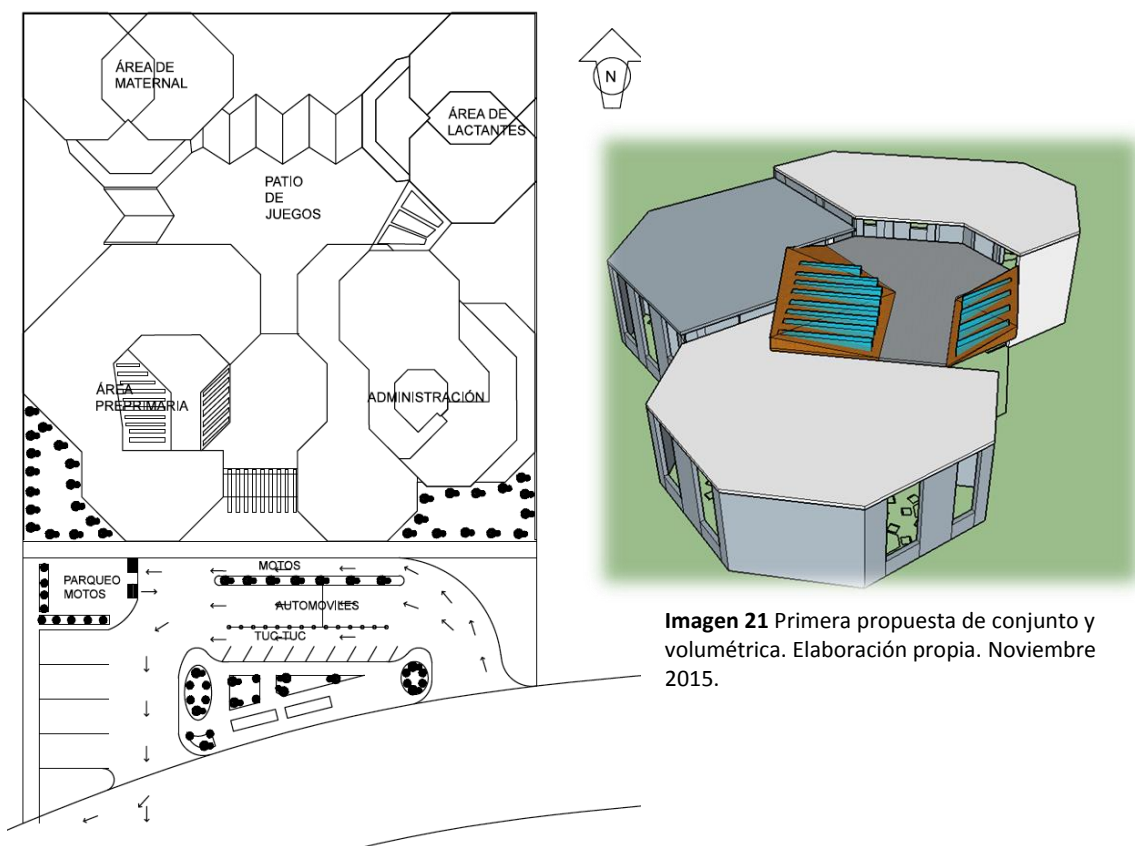 ÁREA DE
MATERNAL
N
ÁREA DE
LACTANTES
PATIO
DE
JUEGOS
ÁREA
PREPRIMARIA
ADMINISTRACIÓN
MOTOS
PARQUEO
MOTOS
AUTOMOVILES
TUC-TUC
Imagen 21 Primera propuesta de conjunto y
volumétrica. Elaboración propia. Noviembre
2015.